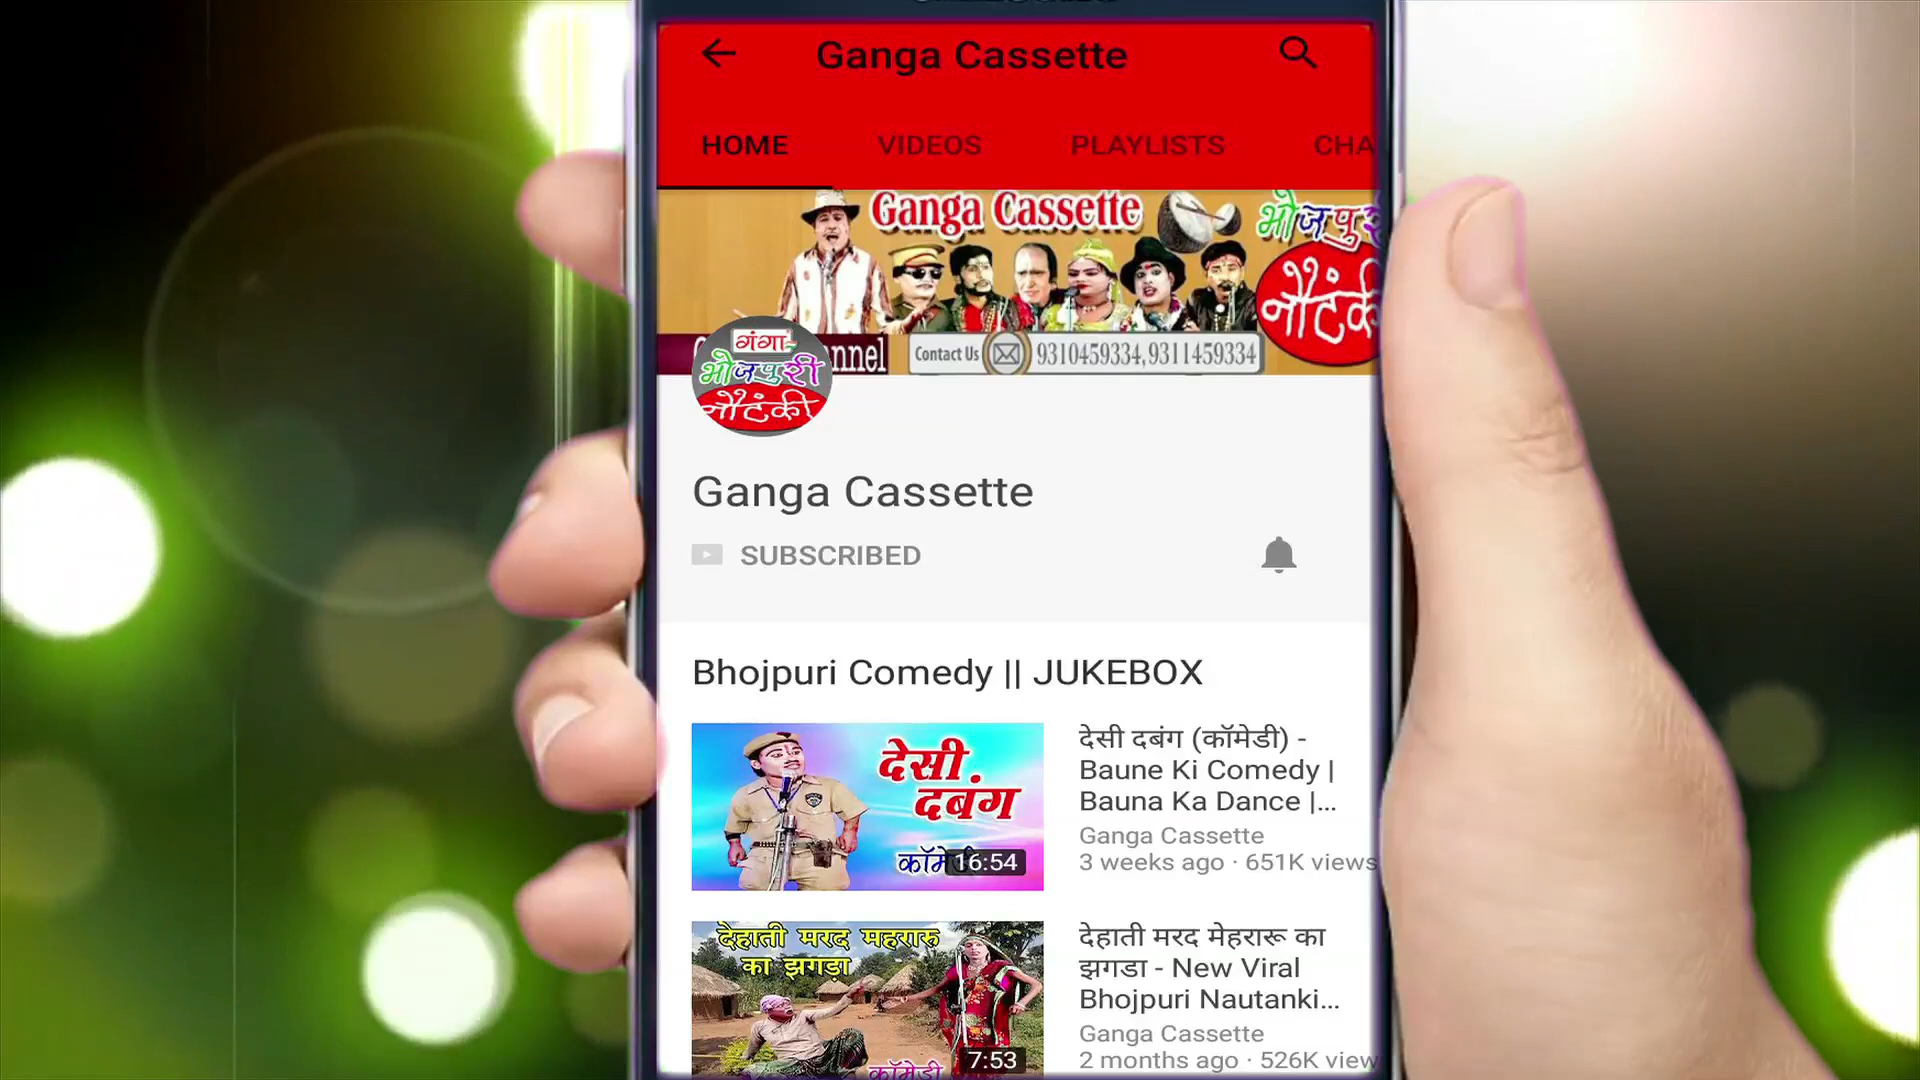 Ganga Cassette
HOME VIDEOS PLAYLISTS CHA
Ganga Cassette
भोजपुरी
नौटंकी
nnel
Contact Us 9310459334,9311459334
गंगा
भोजपुरी
नौटंकी
Ganga Cassette
SUBSCRIBED
Bhojpuri Comedy || JUKEBOX
देसी
दबंग
16:54
देसी दबंग (कॉमेडी) -
Baune Ki Comedy |
Bauna Ka Dance |...
Ganga Cassette
3 weeks ago · 651K views
देहाती मरद महरारु
का झगड़ा
कॉमेडी
7:53
देहाती मरद मेहरारू का
झगडा - New Viral
Bhojpuri Nautanki...
Ganga Cassette
2 months ago · 526K view